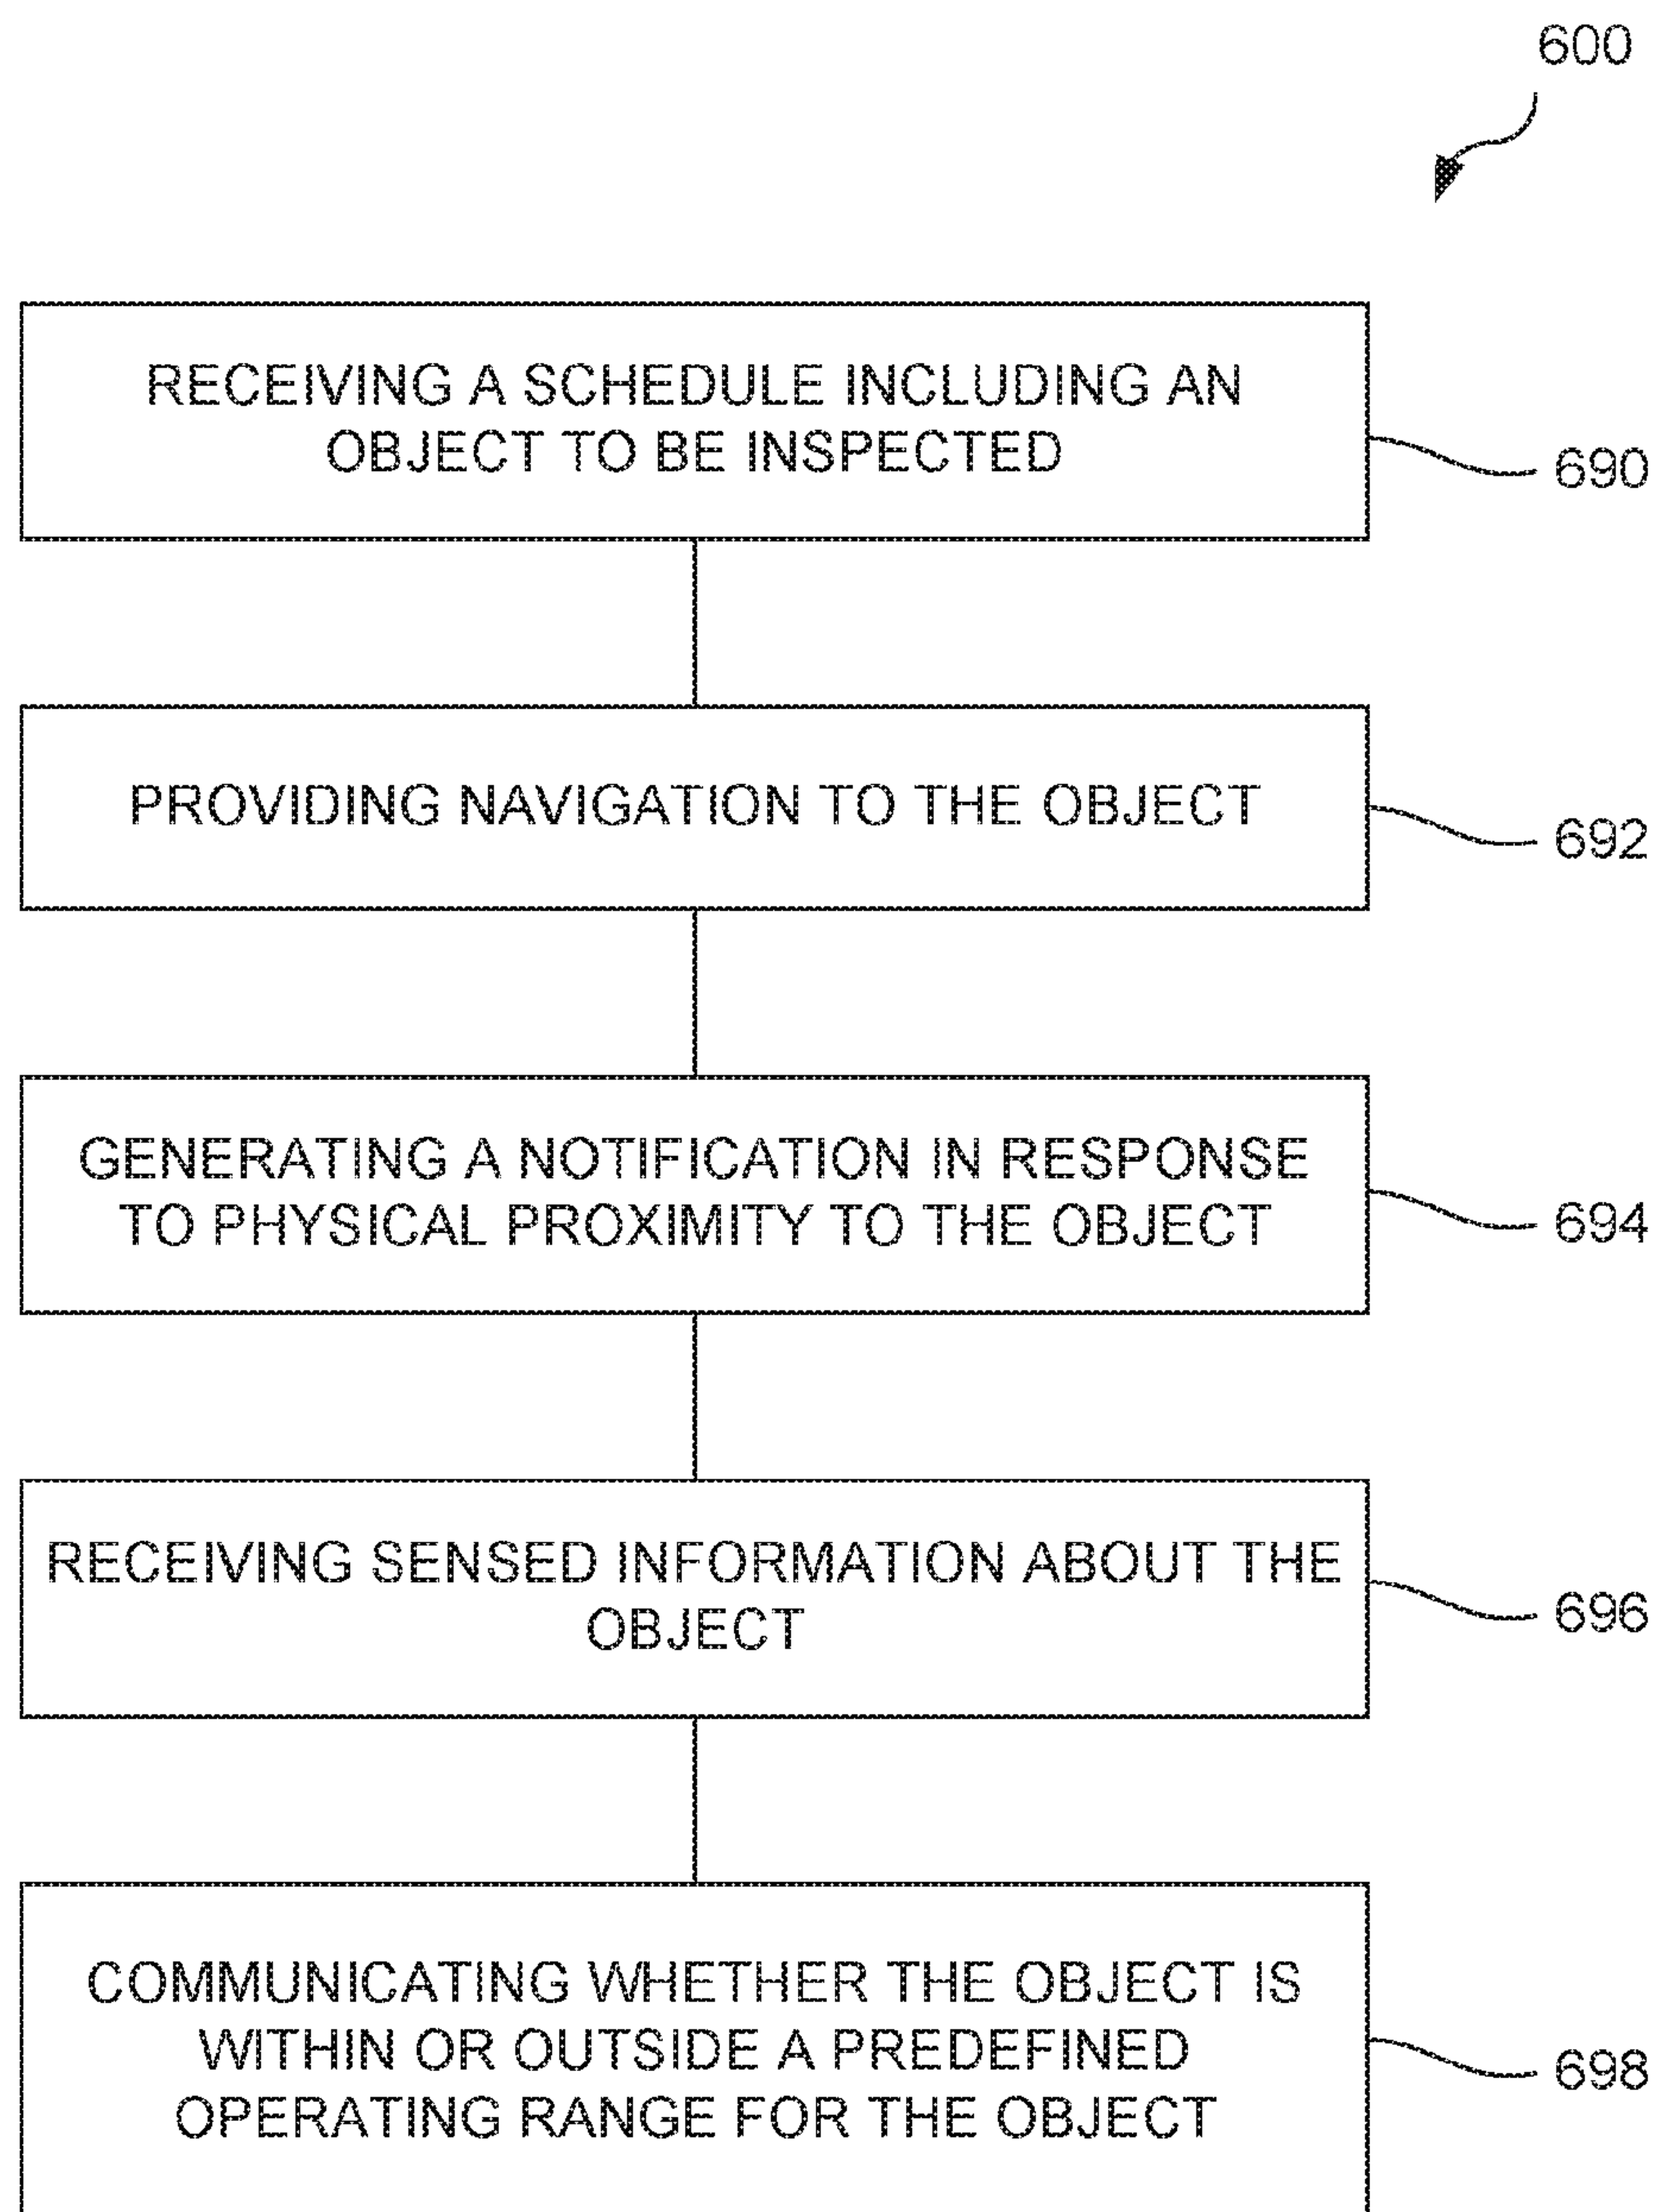 600
RECEIVING A SCHEDULE INCLUDING AN
OBJECT TO BE INSPECTED
690
PROVIDING NAVIGATION TO THE OBJECT
692
GENERATING A NOTIFICATION IN RESPONSE
TO PHYSICAL PROXIMITY TO THE OBJECT
694
RECEIVING SENSED INFORMATION ABOUT THE
OBJECT
696
COMMUNICATING WHETHER THE OBJECT IS
WITHIN OR OUTSIDE A PREDEFINED
OPERATING RANGE FOR THE OBJECT
698